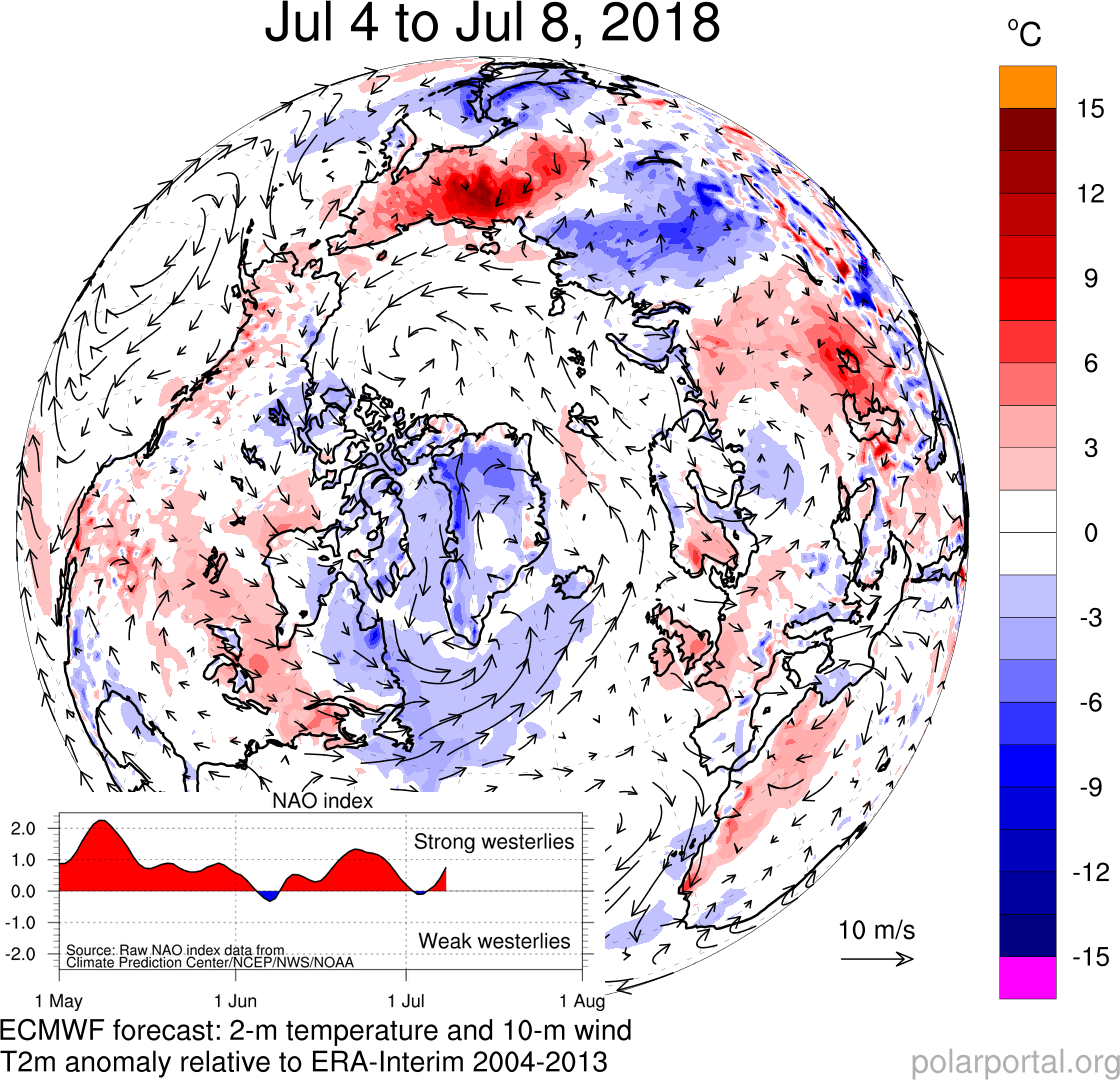 Jul 4 to Jul 8, 2018
°C
15
12
9
6
3
0
-3
-6
-9
-12
-15
10 m/s
NAO index
2.0
1.0
0.0
-1.0
-2.0
Strong westerlies
Weak westerlies
Source: Raw NAO index data from
Climate Prediction Center/NCEP/NWS/NOAA
1 May 1 Jun 1 Jul 1 Aug
ECMWF forecast: 2-m temperature and 10-m wind
T2m anomaly relative to ERA-Interim 2004-2013
polarportal.org